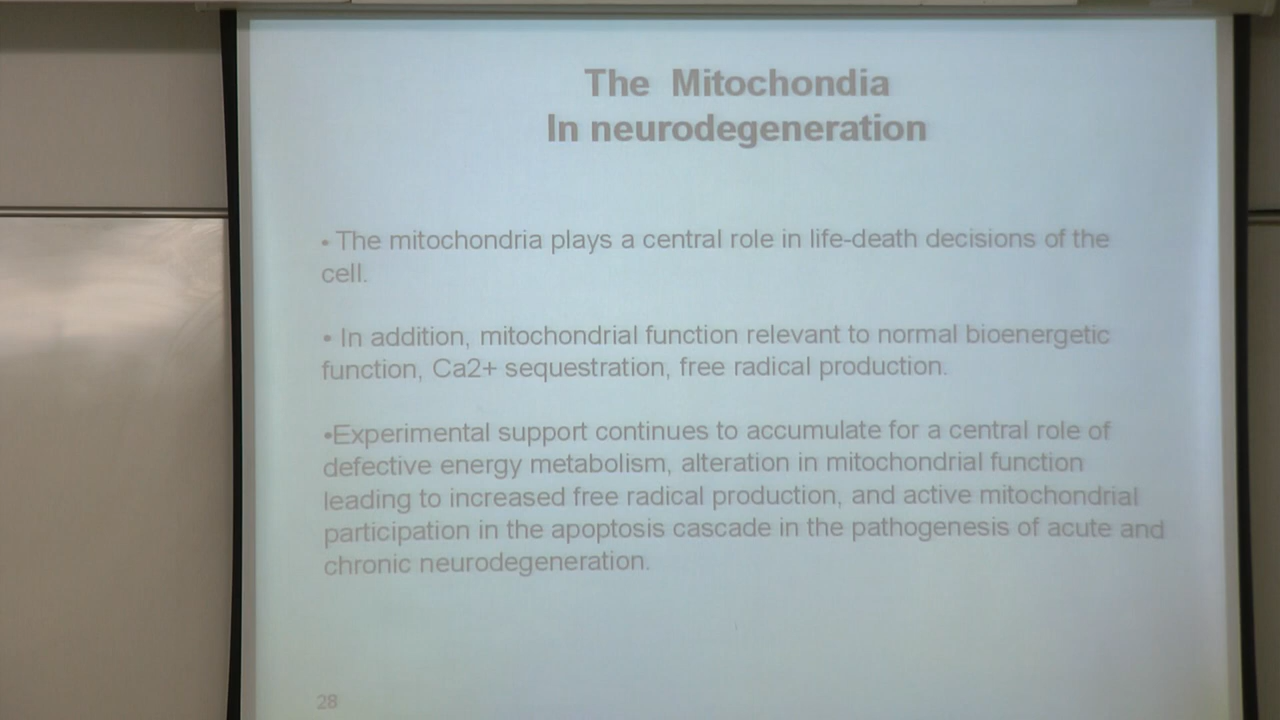 The Mitochondia
In neurodegeneration
• The mitochondria plays a central role in life-death decisions of the
cell.
• In addition, mitochondrial function relevant to normal bioenergetic
function, Ca2+ sequestration, free radical production.
•Experimental support continues to accumulate for a central role of
defective energy metabolism, alteration in mitochondrial function
leading to increased free radical production, and active mitochondrial
participation in the apoptosis cascade in the pathogenesis of acute and
chronic neurodegeneration.
28